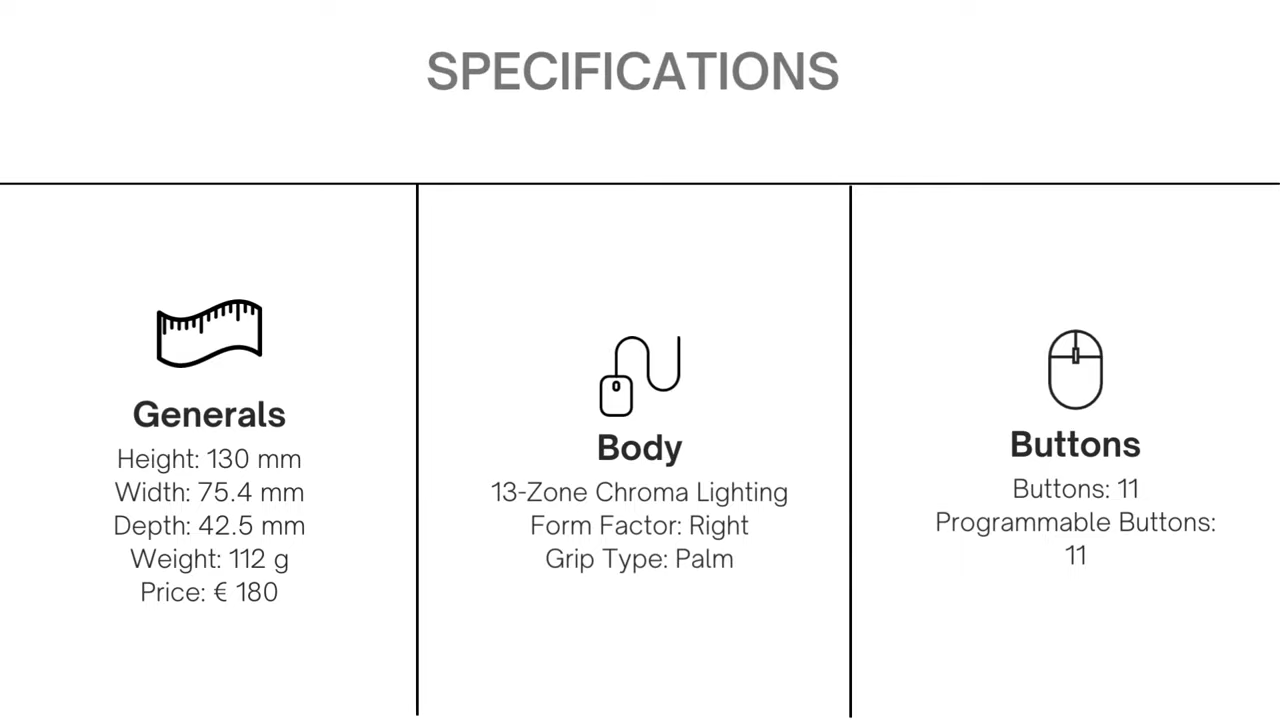 SPECIFICATIONS
Generals
Height: 130 mm
Width: 75.4 mm
Depth: 42.5 mm
Weight: 112 g
Price: € 180
Body
13-Zone Chroma Lighting
Form Factor: Right
Grip Type: Palm
Buttons
Buttons: 11
Programmable Buttons:
11